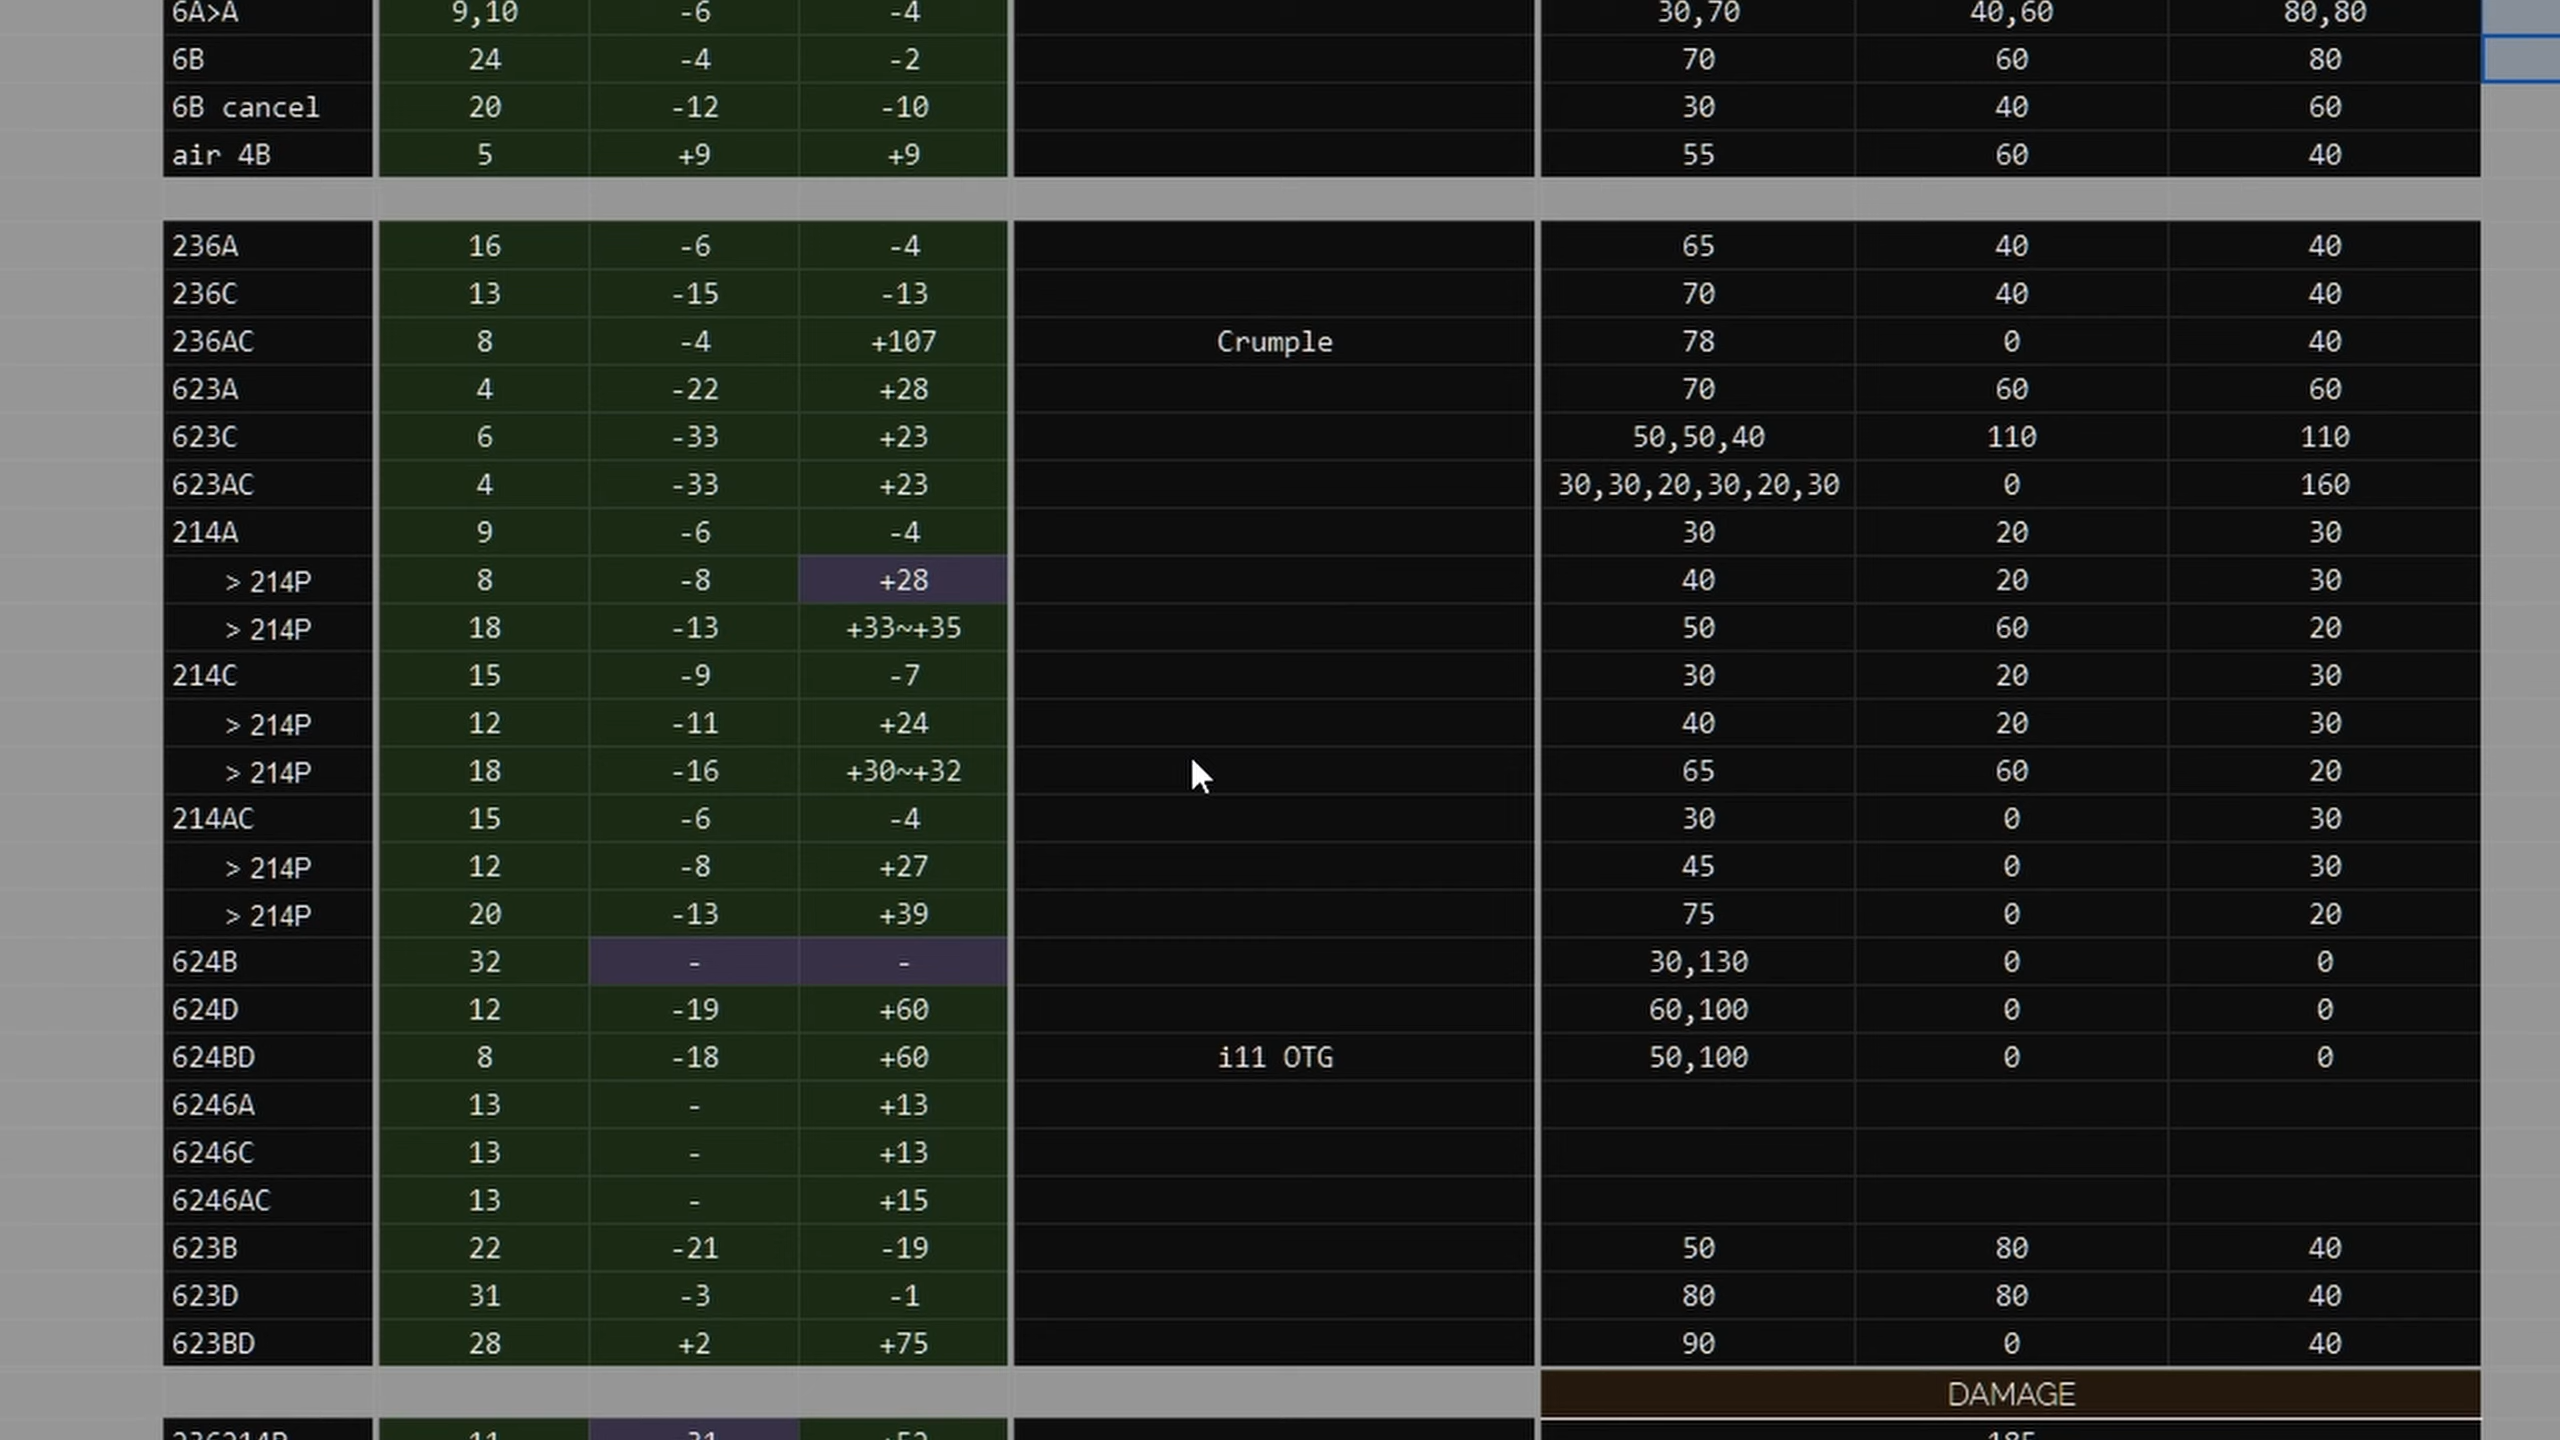 6A>A 9,10 -6 -4 30,70 40,60 80,80
6B 24 -4 -2 70 60 80
6B cancel 20 -12 -10 30 40 60
air 4B 5 +9 +9 55 60 40
236A 16 -6 -4 65 40 40
236C 13 -15 -13 70 40 40
236AC 8 -4 +107 Crumple 78 0 40
623A 4 -22 +28 70 60 60
623C 6 -33 +23 50,50,40 110 110
623AC 4 -33 +23 30,30,20,30,20,30 0 160
214A 9 -6 -4 30 20 30
> 214P 8 -8 +28 40 20 30
> 214P 18 -13 +33~+35 50 60 20
214C 15 -9 -7 30 20 30
> 214P 12 -11 +24 40 20 30
> 214P 18 -16 +30~+32 65 60 20
214AC 15 -6 -4 30 0 30
> 214P 12 -8 +27 45 0 30
> 214P 20 -13 +39 75 0 20
624B 32 - - 30,130 0 0
624D 12 -19 +60 60,100 0 0
624BD 8 -18 +60 i11 OTG 50,100 0 0
6246A 13 - +13
6246C 13 - +13
6246AC 13 - +15
623B 22 -21 -19 50 80 40
623D 31 -3 -1 80 80 40
623BD 28 +2 +75 90 0 40
DAMAGE